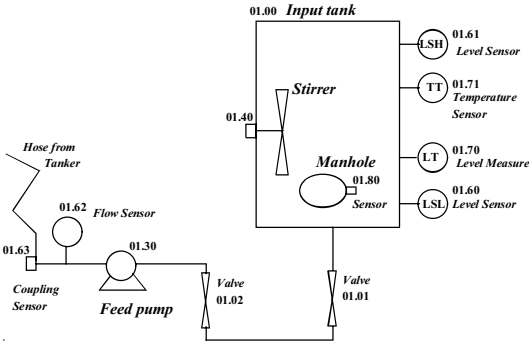 01.00 Input tank
LSH 01.61
Level Sensor
TT 01.71
Temperature
Sensor
Stirrer
01.40
LT 01.70
Level Measure
Manhole
01.80
Sensor
LSL 01.60
Level Sensor
Hose from
Tanker
01.62
Flow Sensor
01.63
01.30
Coupling
Sensor
Feed pump
Valve
01.02
Valve
01.01